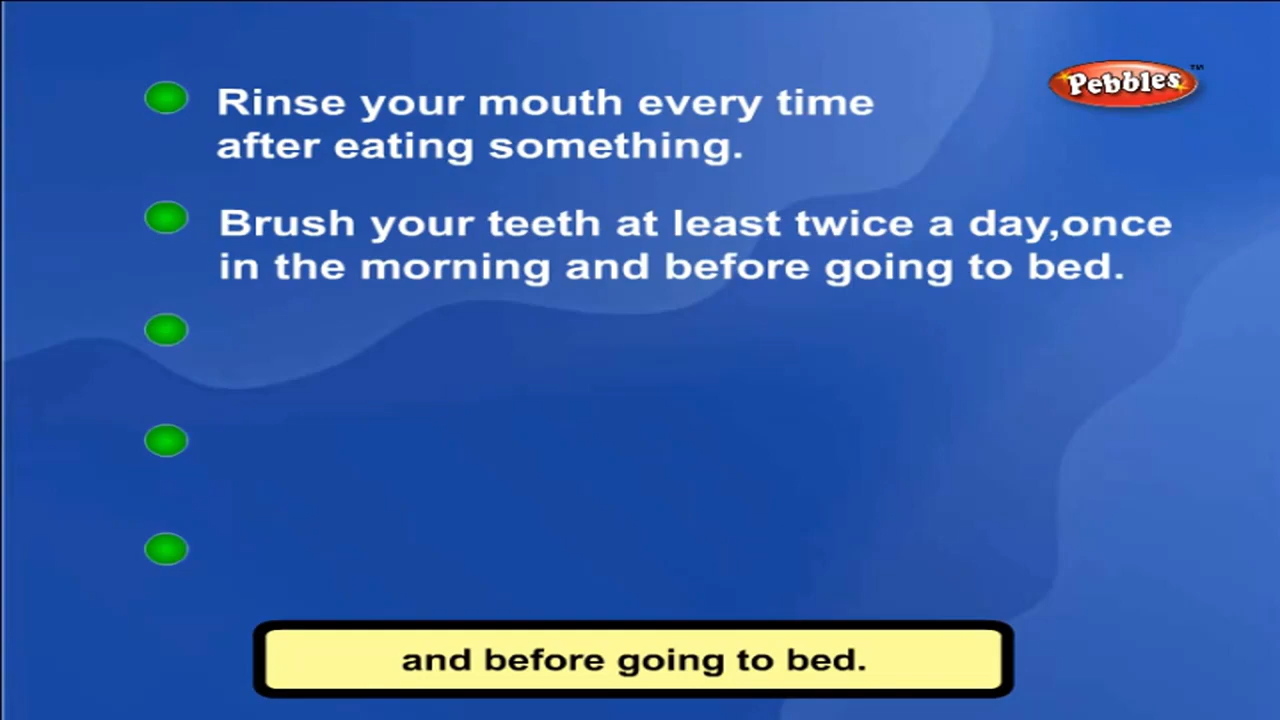 Pebbles™
Rinse your mouth every time
after eating something.
Brush your teeth at least twice a day,once
in the morning and before going to bed.
and before going to bed.